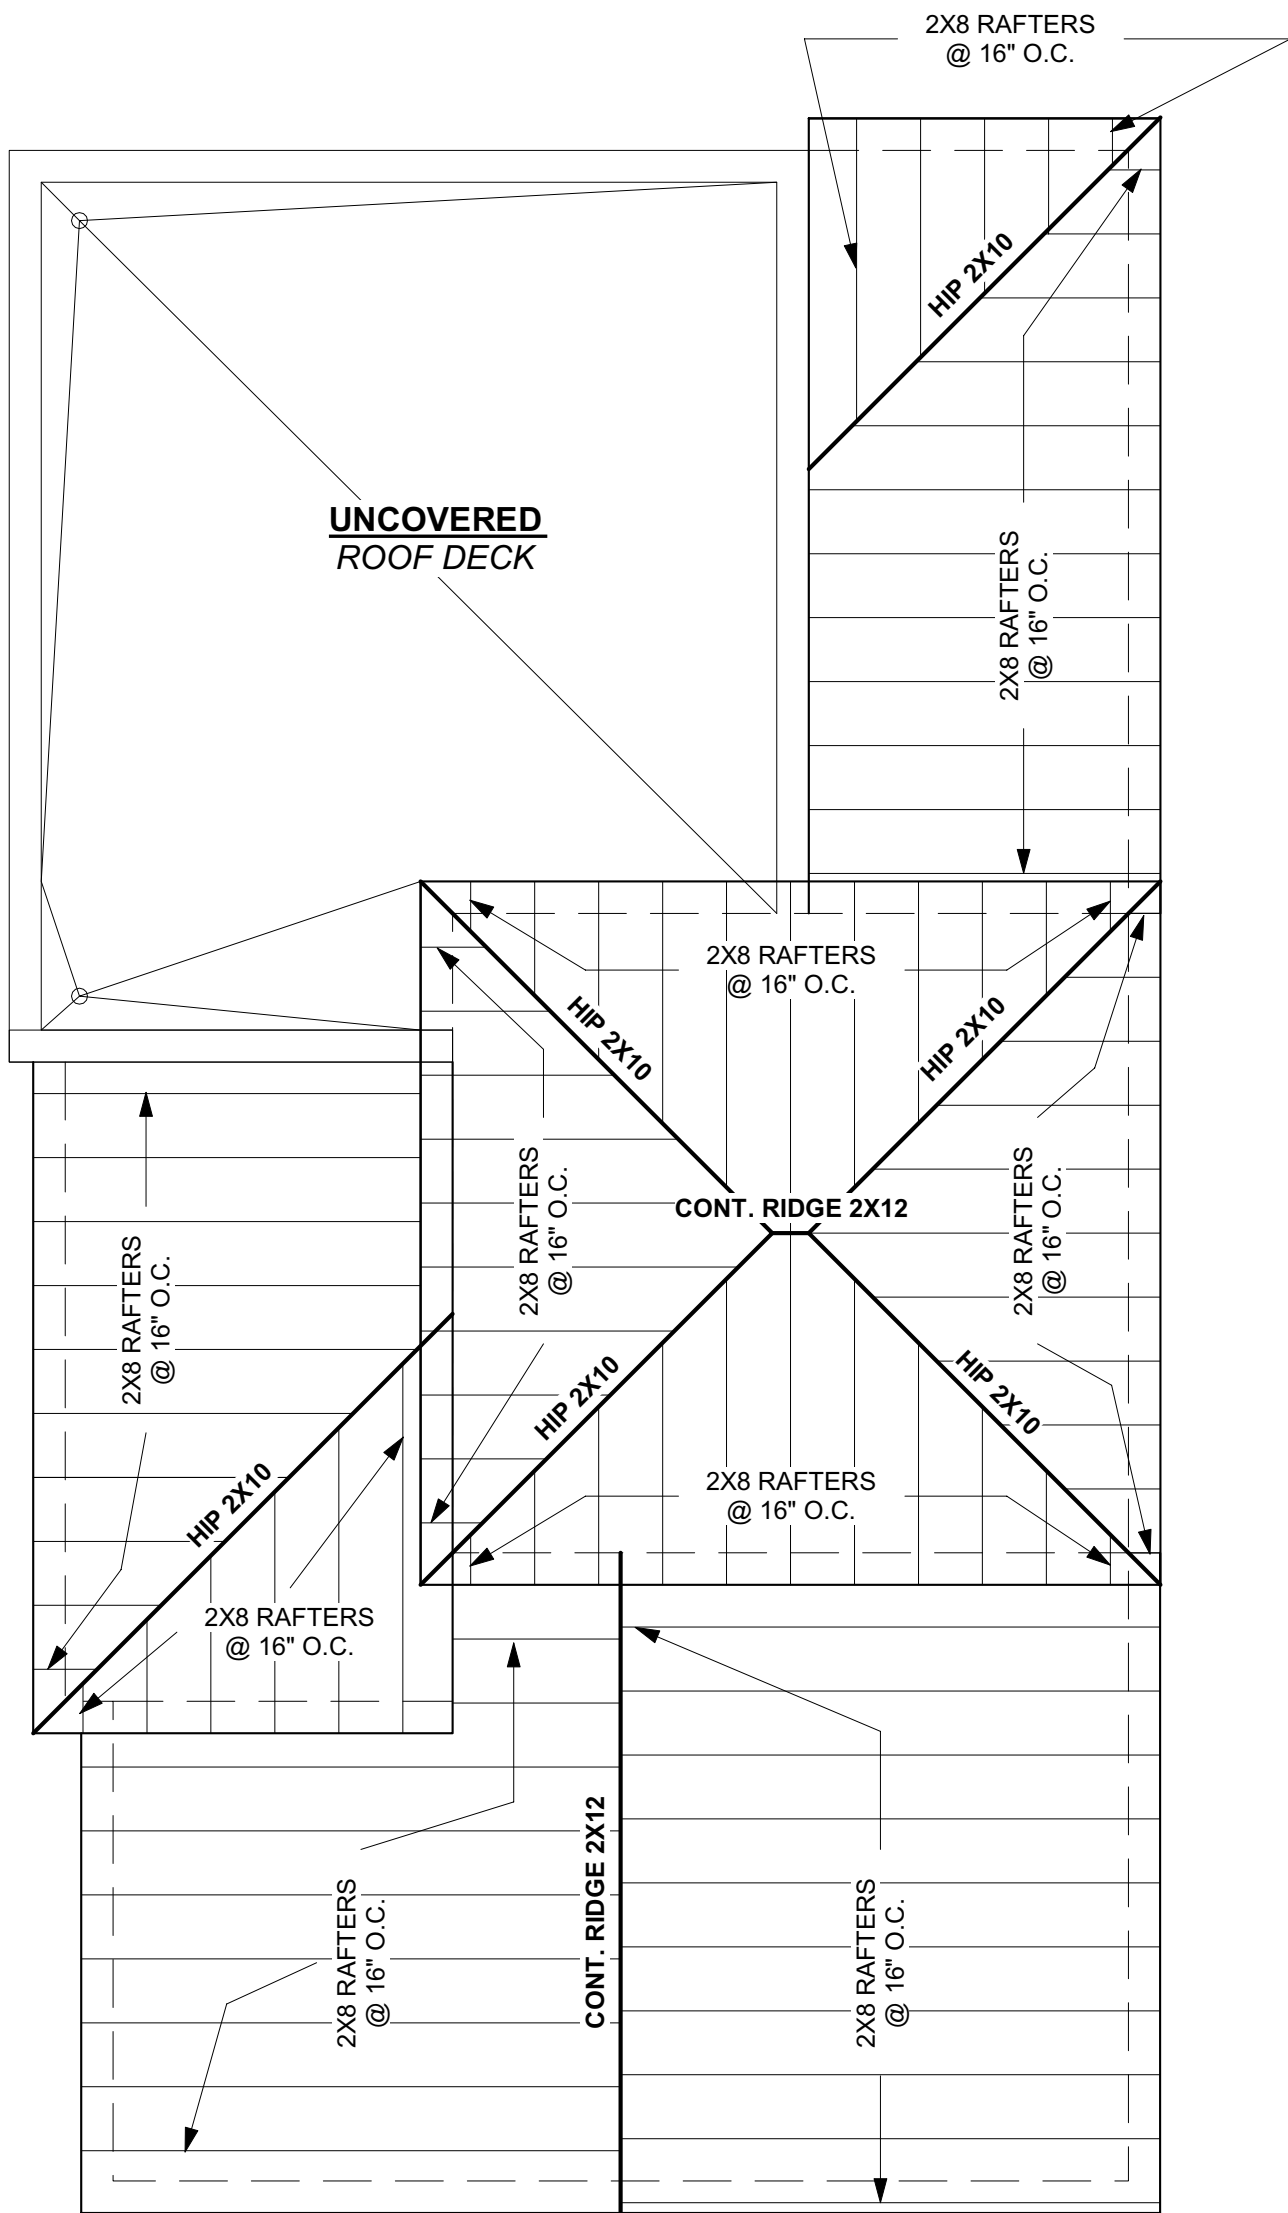 2X8 RAFTERS
@ 16" O.C.
HIP 2X10
UNCOVERED
ROOF DECK
2X8 RAFTERS
@ 16" O.C.
2X8 RAFTERS
@ 16" O.C.
HIP 2X10
HIP 2X10
2X8 RAFTERS
@ 16" O.C.
2X8 RAFTERS
@ 16" O.C.
CONT. RIDGE 2X12
2X8 RAFTERS
@ 16" O.C.
HIP 2X10
HIP 2X10
HIP 2X10
2X8 RAFTERS
@ 16" O.C.
2X8 RAFTERS
@ 16" O.C.
CONT. RIDGE 2X12
2X8 RAFTERS
@ 16" O.C.
2X8 RAFTERS
@ 16" O.C.